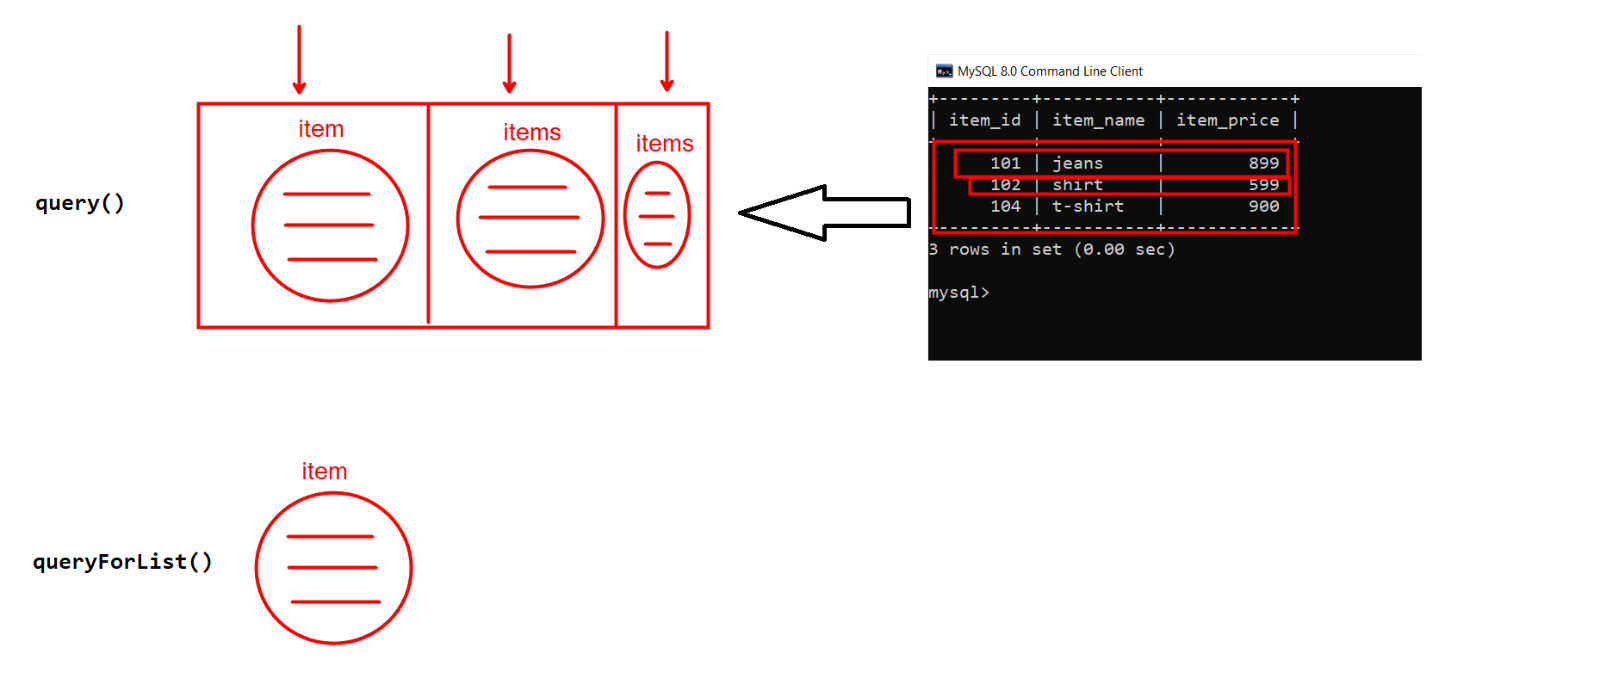 item
items
items
query()
MySQL 8.0 Command Line Client
+---------+-----------+------------+
| item_id | item_name | item_price |
101 | jeans | 899
102 | shirt | 599
104 | t-shirt | 900
3 rows in set (0.00 sec)
mysql>
item
queryForList()